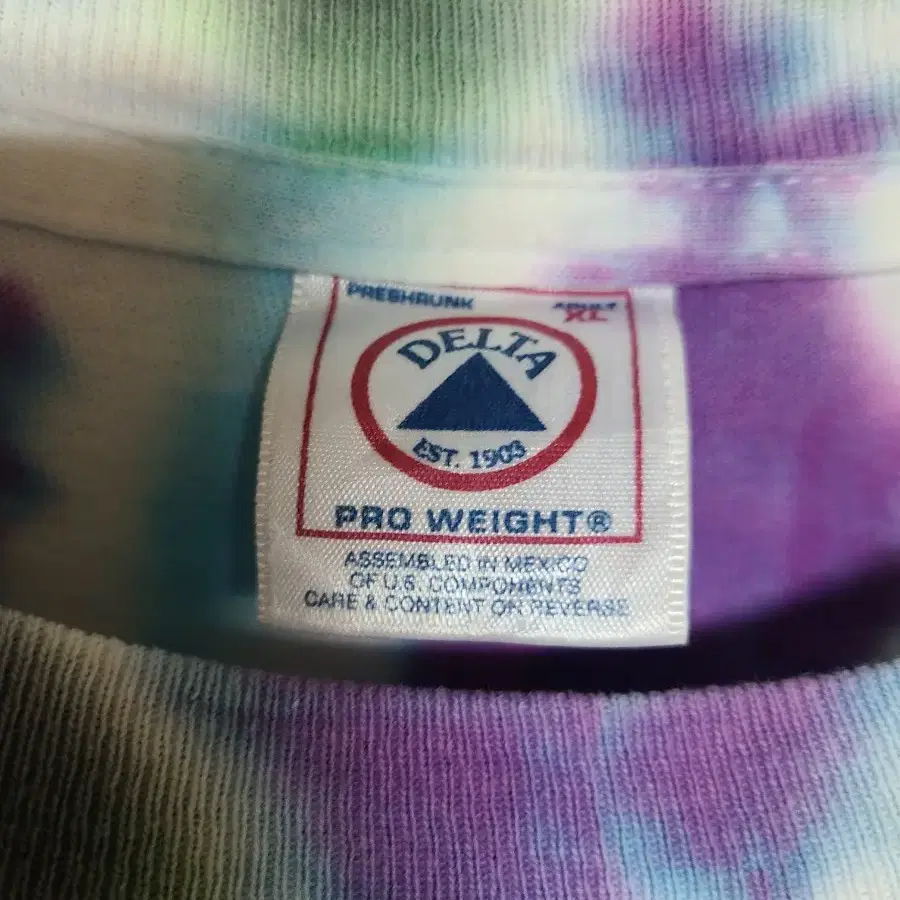 PRESHRUNK
ADULT
XL
DELTA
EST. 1903
PRO WEIGHT®
ASSEMBLED IN MEXICO
OF U.S. COMPONENTS
CARE & CONTENT ON REVERSE